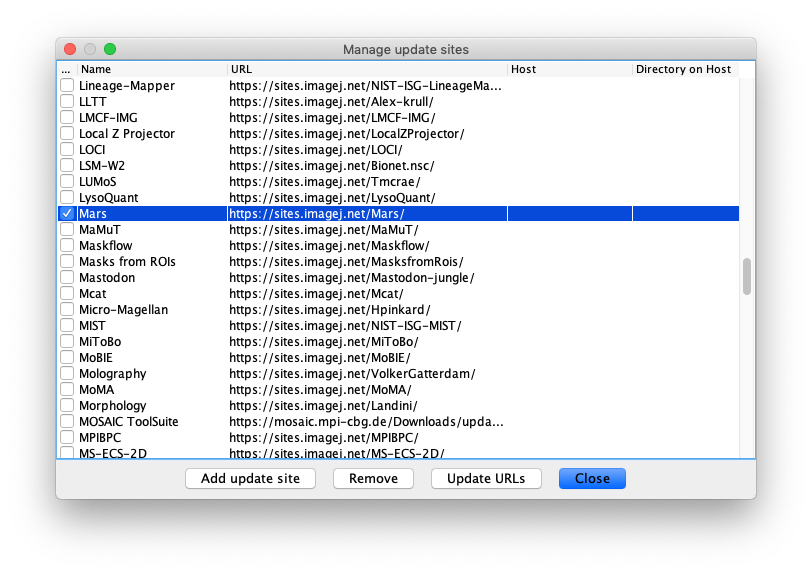 Manage update sites
... Name URL Host Directory on Host
Lineage-Mapper https://sites.imagej.net/NIST-ISG-LineageMa...
LLTT https://sites.imagej.net/Alex-krull/
LMCF-IMG https://sites.imagej.net/LMCF-IMG/
Local Z Projector https://sites.imagej.net/LocalZProjector/
LOCI https://sites.imagej.net/LOCI/
LSM-W2 https://sites.imagej.net/Bionet.nsc/
LUMoS https://sites.imagej.net/Tmcrae/
LysoQuant https://sites.imagej.net/LysoQuant/
Mars https://sites.imagej.net/Mars/
MaMuT https://sites.imagej.net/MaMuT/
Maskflow https://sites.imagej.net/Maskflow/
Masks from ROIs https://sites.imagej.net/MasksfromRois/
Mastodon https://sites.imagej.net/Mastodon-jungle/
Mcat https://sites.imagej.net/Mcat/
Micro-Magellan https://sites.imagej.net/Hpinkard/
MIST https://sites.imagej.net/NIST-ISG-MIST/
MiToBo https://sites.imagej.net/MiToBo/
MoBIE https://sites.imagej.net/MoBIE/
Molography https://sites.imagej.net/VolkerGatterdam/
MoMA https://sites.imagej.net/MoMA/
Morphology https://sites.imagej.net/Landini/
MOSAIC ToolSuite https://mosaic.mpi-cbg.de/Downloads/upda...
MPIBPC https://sites.imagej.net/MPIBPC/
MS-ECS-2D https://sites.imagej.net/MS-ECS-2D/
Add update site Remove Update URLs Close